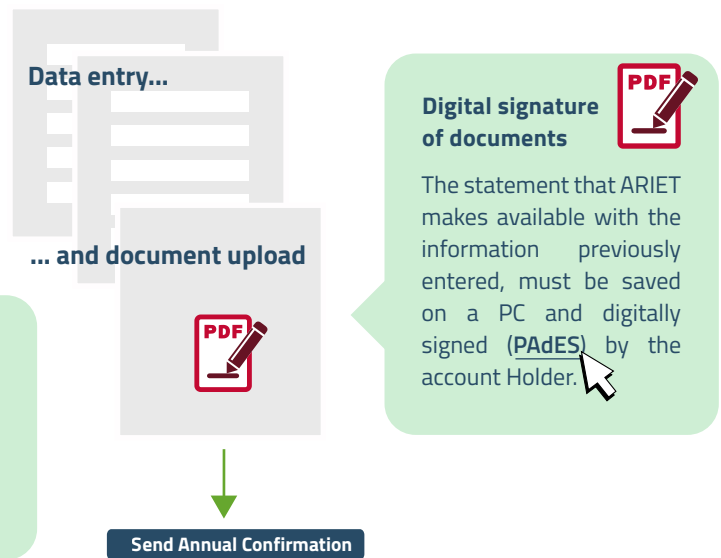 Data entry...
... and document upload
PDF
Send Annual Confirmation
Digital signature
of documents
PDF
The statement that ARIET
makes available with the
information previously
entered, must be saved
on a PC and digitally
signed (PAdES) by the
account Holder.